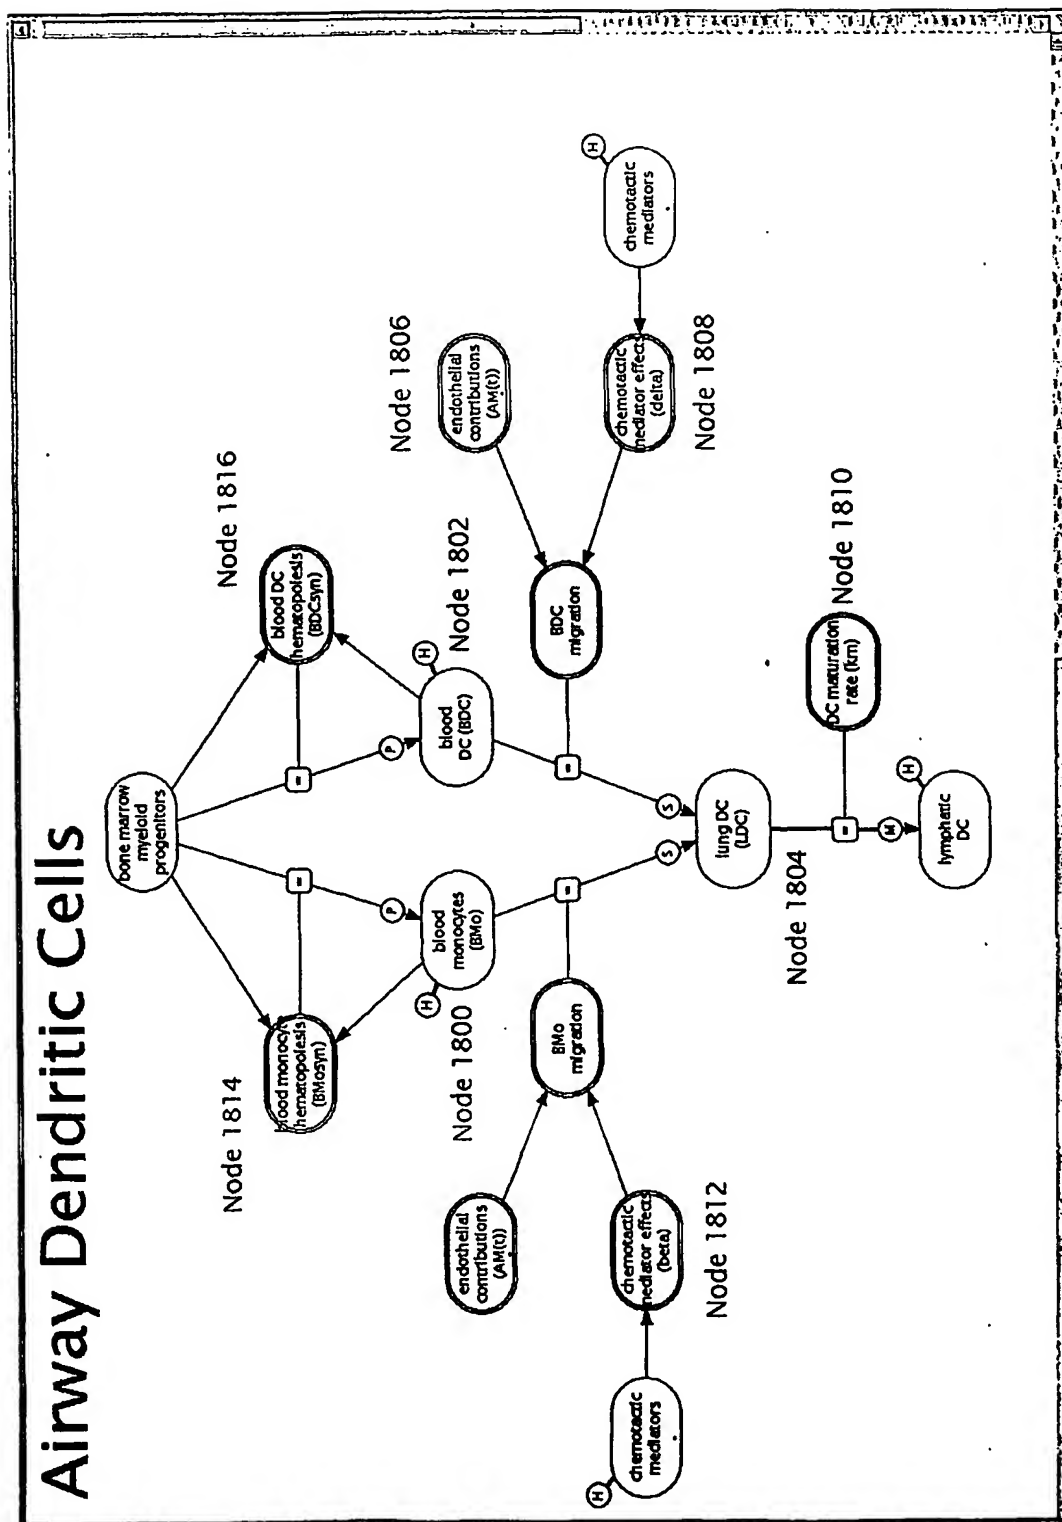 Airway Dendritic Cells
bone marrow
myeloid
progenitors
Node 1814
blood monocyte
hematopoiesis
(BMosyn)
=
=
blood DC
hematopoiesis
(BDCsyn)
Node 1816
P
P
H
blood
monocytes
(BMo)
Node 1800
blood
DC (BDC)
H
Node 1802
endothelial
contributions
(AM(t))
endothelial
contributions
(AM(t))
Node 1806
BMo
migration
=
=
BDC
migration
H
chemotactic
mediators
chemotactic
mediator effects
(beta)
Node 1812
S
S
chemotactic
mediator effects
(delta)
Node 1808
chemotactic
mediators
H
lung DC
(LDC)
Node 1804
=
DC maturation
rate (km)
Node 1810
M
lymphatic
DC
H